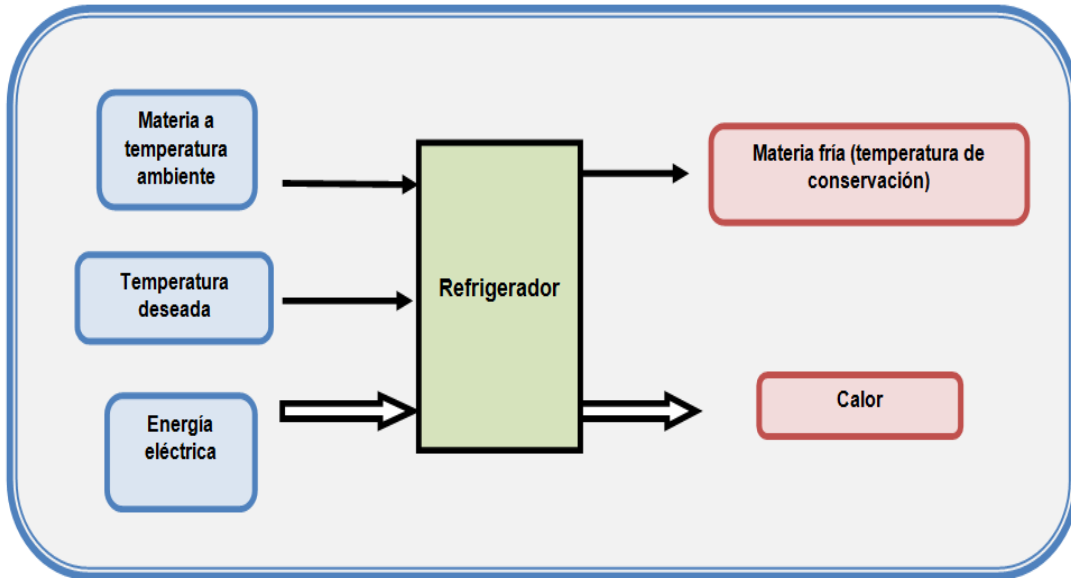 Materia a
temperatura
ambiente
Temperatura
deseada
Energía
eléctrica
Refrigerador
Materia fría (temperatura de
conservación)
Calor